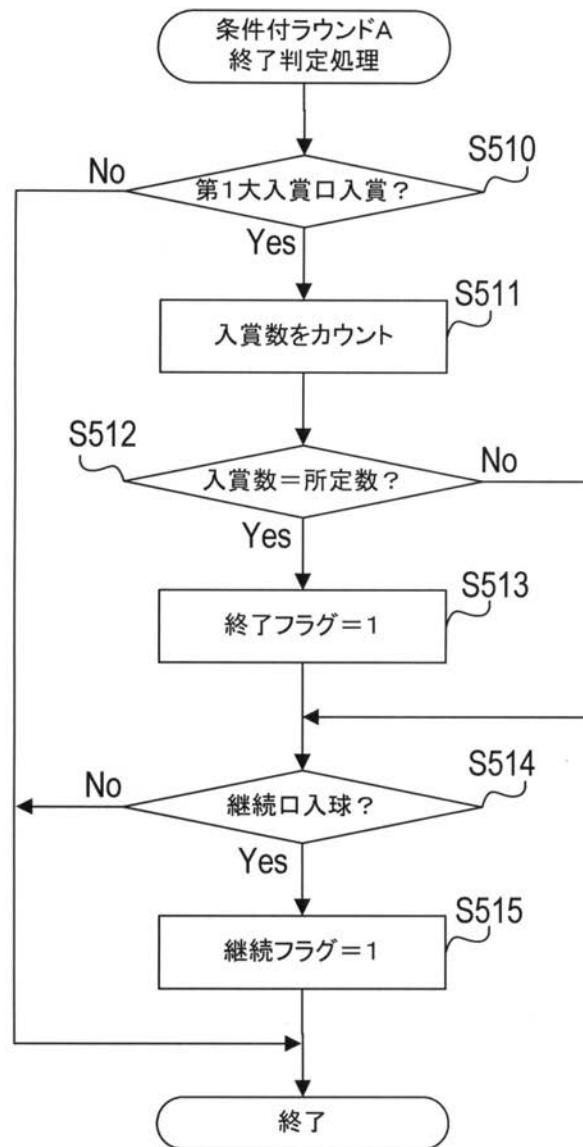 条件付ラウンドA
終了判定処理
S510
No
第1大入賞口入賞？
Yes
S511
入賞数をカウント
S512
No
入賞数＝所定数？
Yes
S513
終了フラグ＝1
S514
No
継続口入球？
Yes
S515
継続フラグ＝1
終了